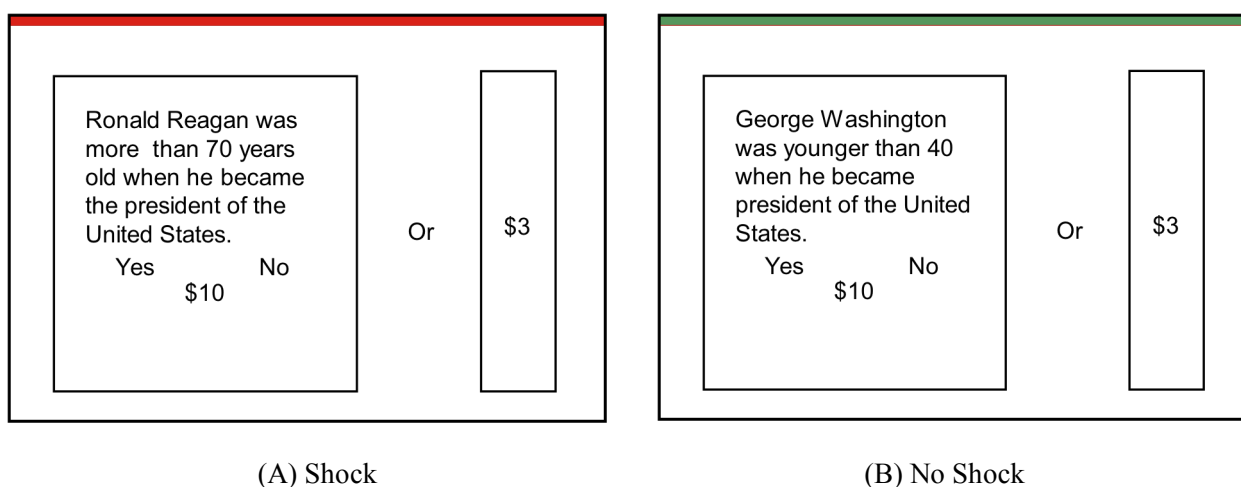 Ronald Reagan was
more than 70 years
old when he became
the president of the
United States.
Yes No
$10
Or
$3
(A) Shock
George Washington
was younger than 40
when he became
president of the United
States.
Yes No
$10
Or
$3
(B) No Shock